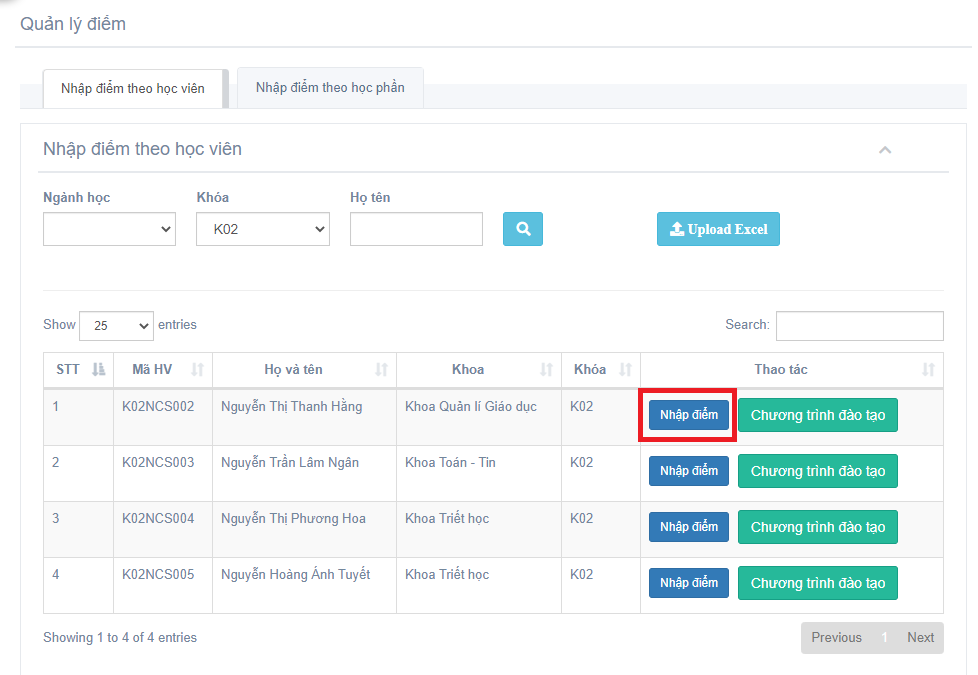 Quản lý điểm
Nhập điểm theo học viên Nhập điểm theo học phần
Nhập điểm theo học viên
Ngành học Khóa Họ tên
K02 Upload Excel
Show 25 entries Search:
STT Mã HV Họ và tên Khoa Khóa Thao tác
1 K02NCS002 Nguyễn Thị Thanh Hằng Khoa Quản lí Giáo dục K02 Nhập điểm Chương trình đào tạo
2 K02NCS003 Nguyễn Trần Lâm Ngân Khoa Toán - Tin K02 Nhập điểm Chương trình đào tạo
3 K02NCS004 Nguyễn Thị Phương Hoa Khoa Triết học K02 Nhập điểm Chương trình đào tạo
4 K02NCS005 Nguyễn Hoàng Ánh Tuyết Khoa Triết học K02 Nhập điểm Chương trình đào tạo
Showing 1 to 4 of 4 entries Previous 1 Next